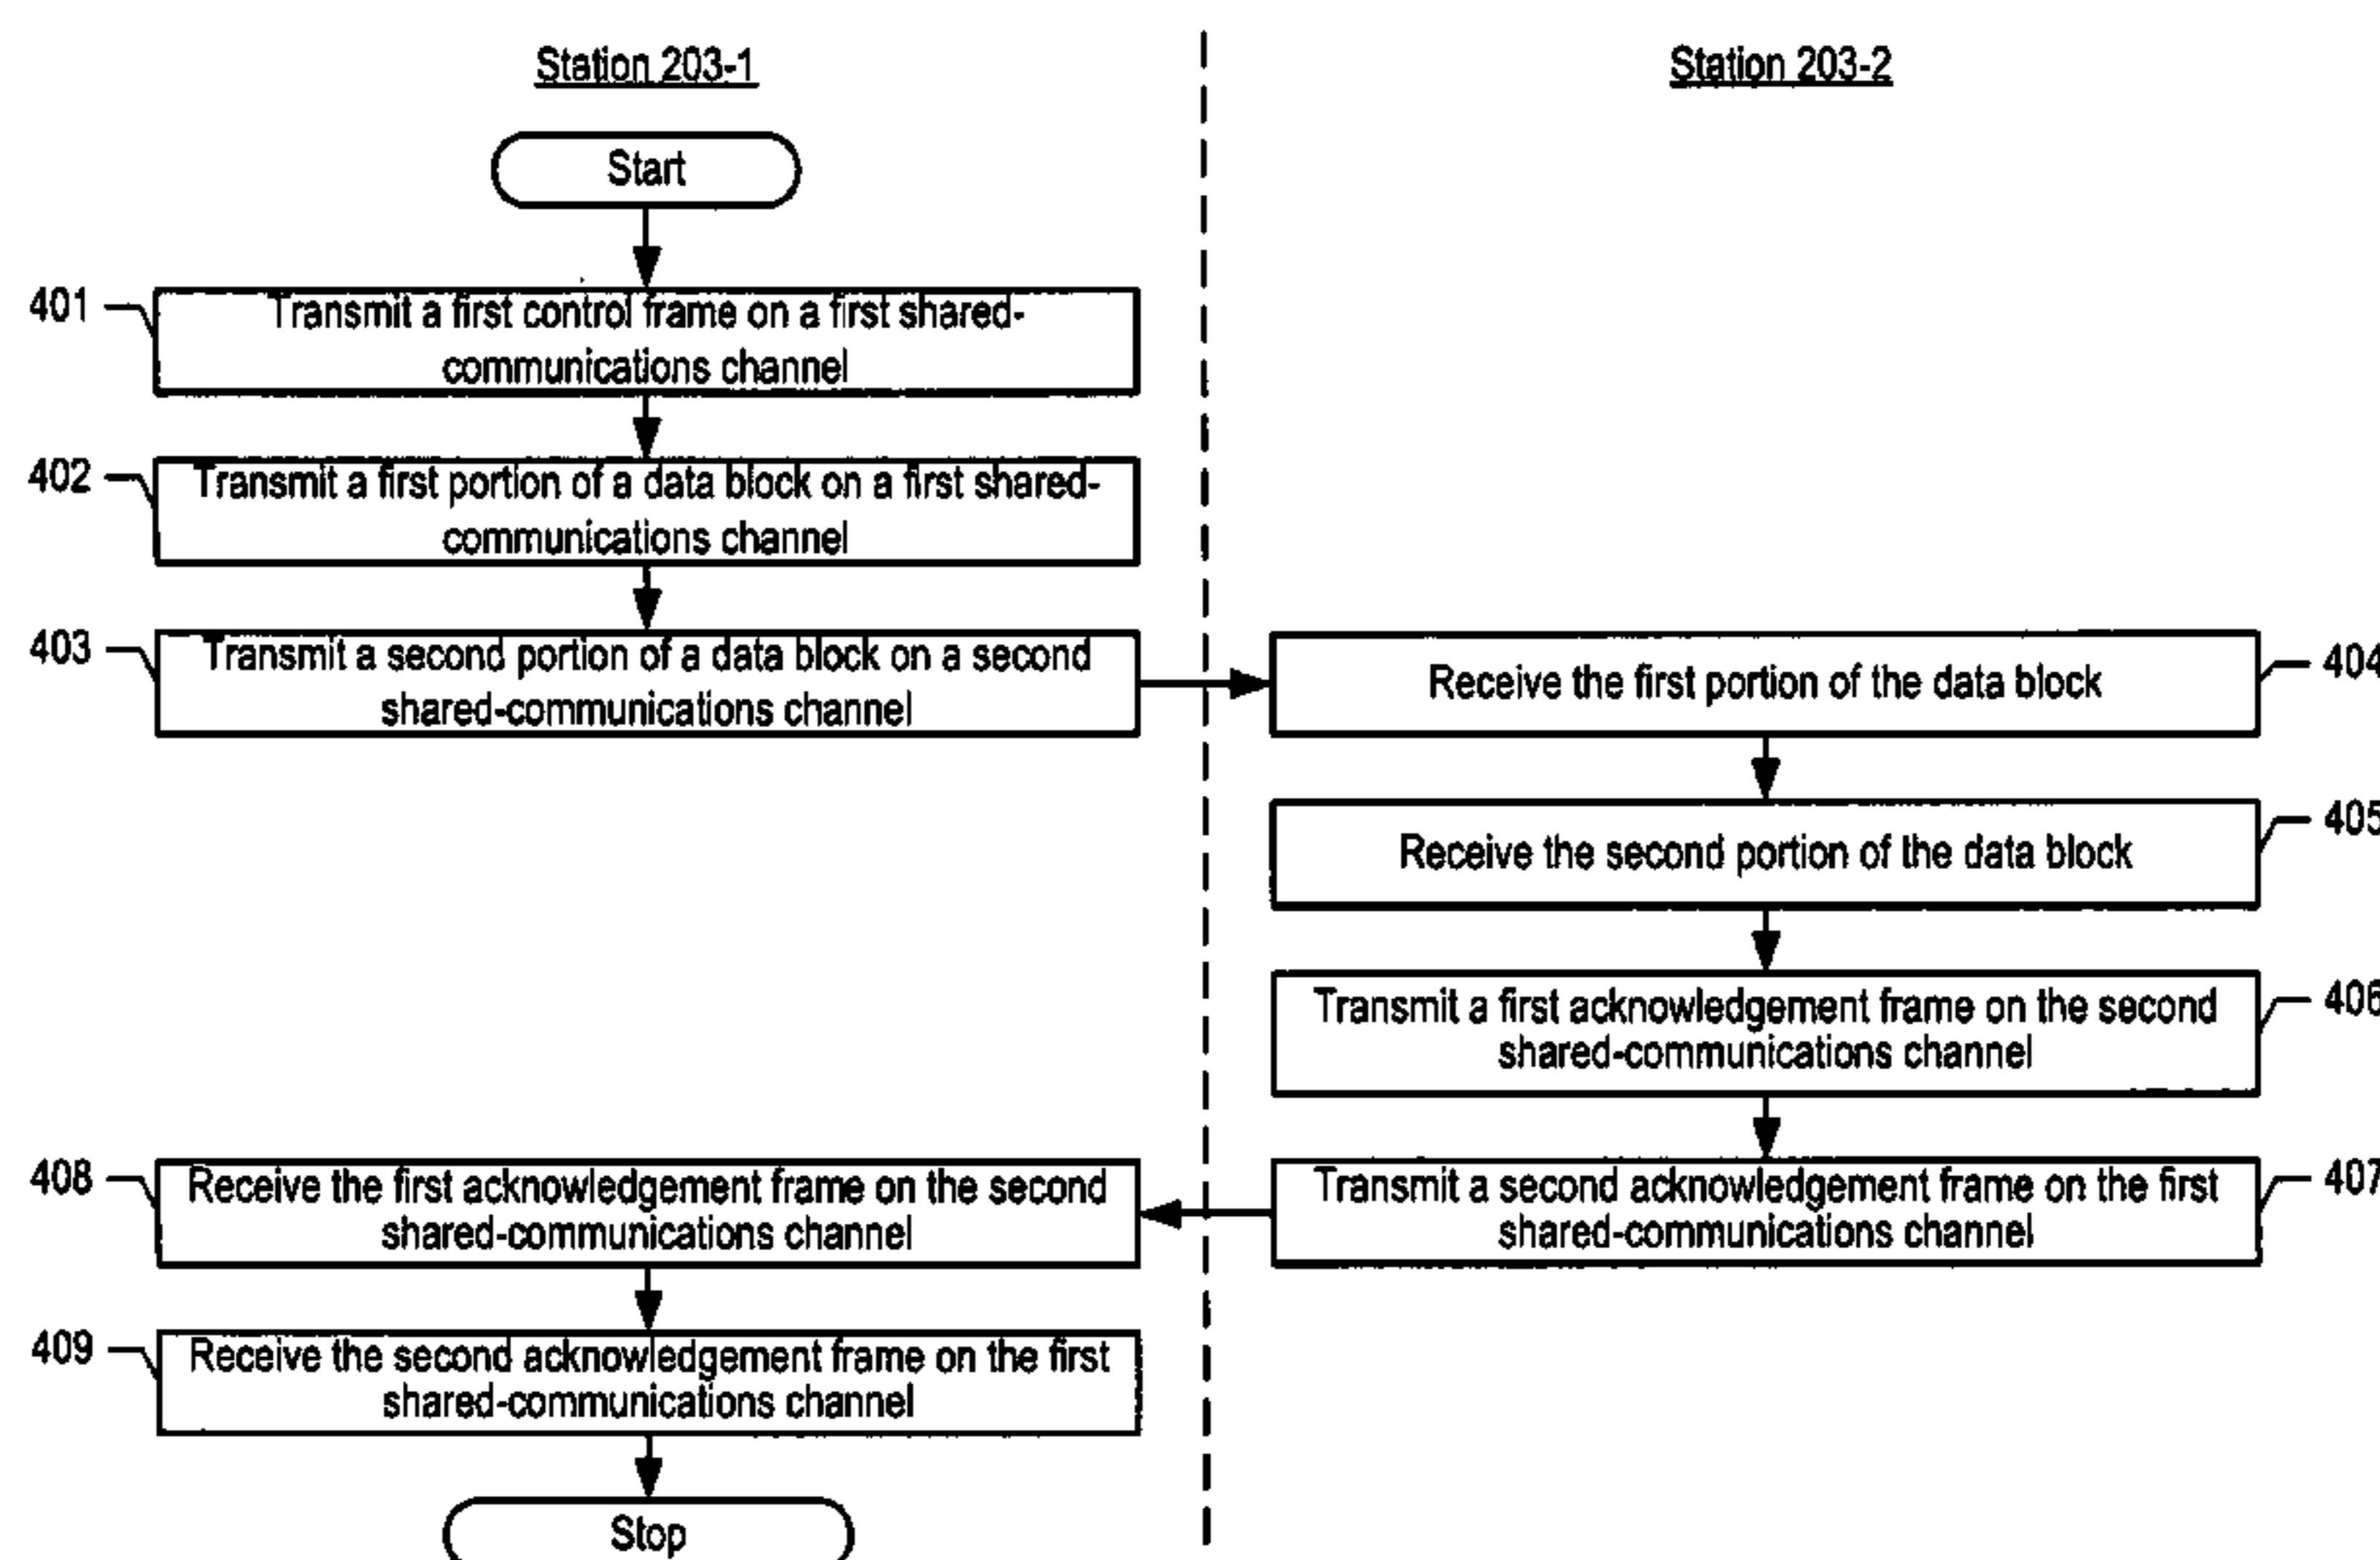 Station 203-1
Station 203-2
Start
401
Transmit a first control frame on a first shared-
communications channel
402
Transmit a first portion of a data block on a first shared-
communications channel
403
Transmit a second portion of a data block on a second
shared-communications channel
Receive the first portion of the data block
404
Receive the second portion of the data block
405
Transmit a first acknowledgement frame on the second
shared-communications channel
406
Transmit a second acknowledgement frame on the first
shared-communications channel
407
408
Receive the first acknowledgement frame on the second
shared-communications channel
409
Receive the second acknowledgement frame on the first
shared-communications channel
Stop